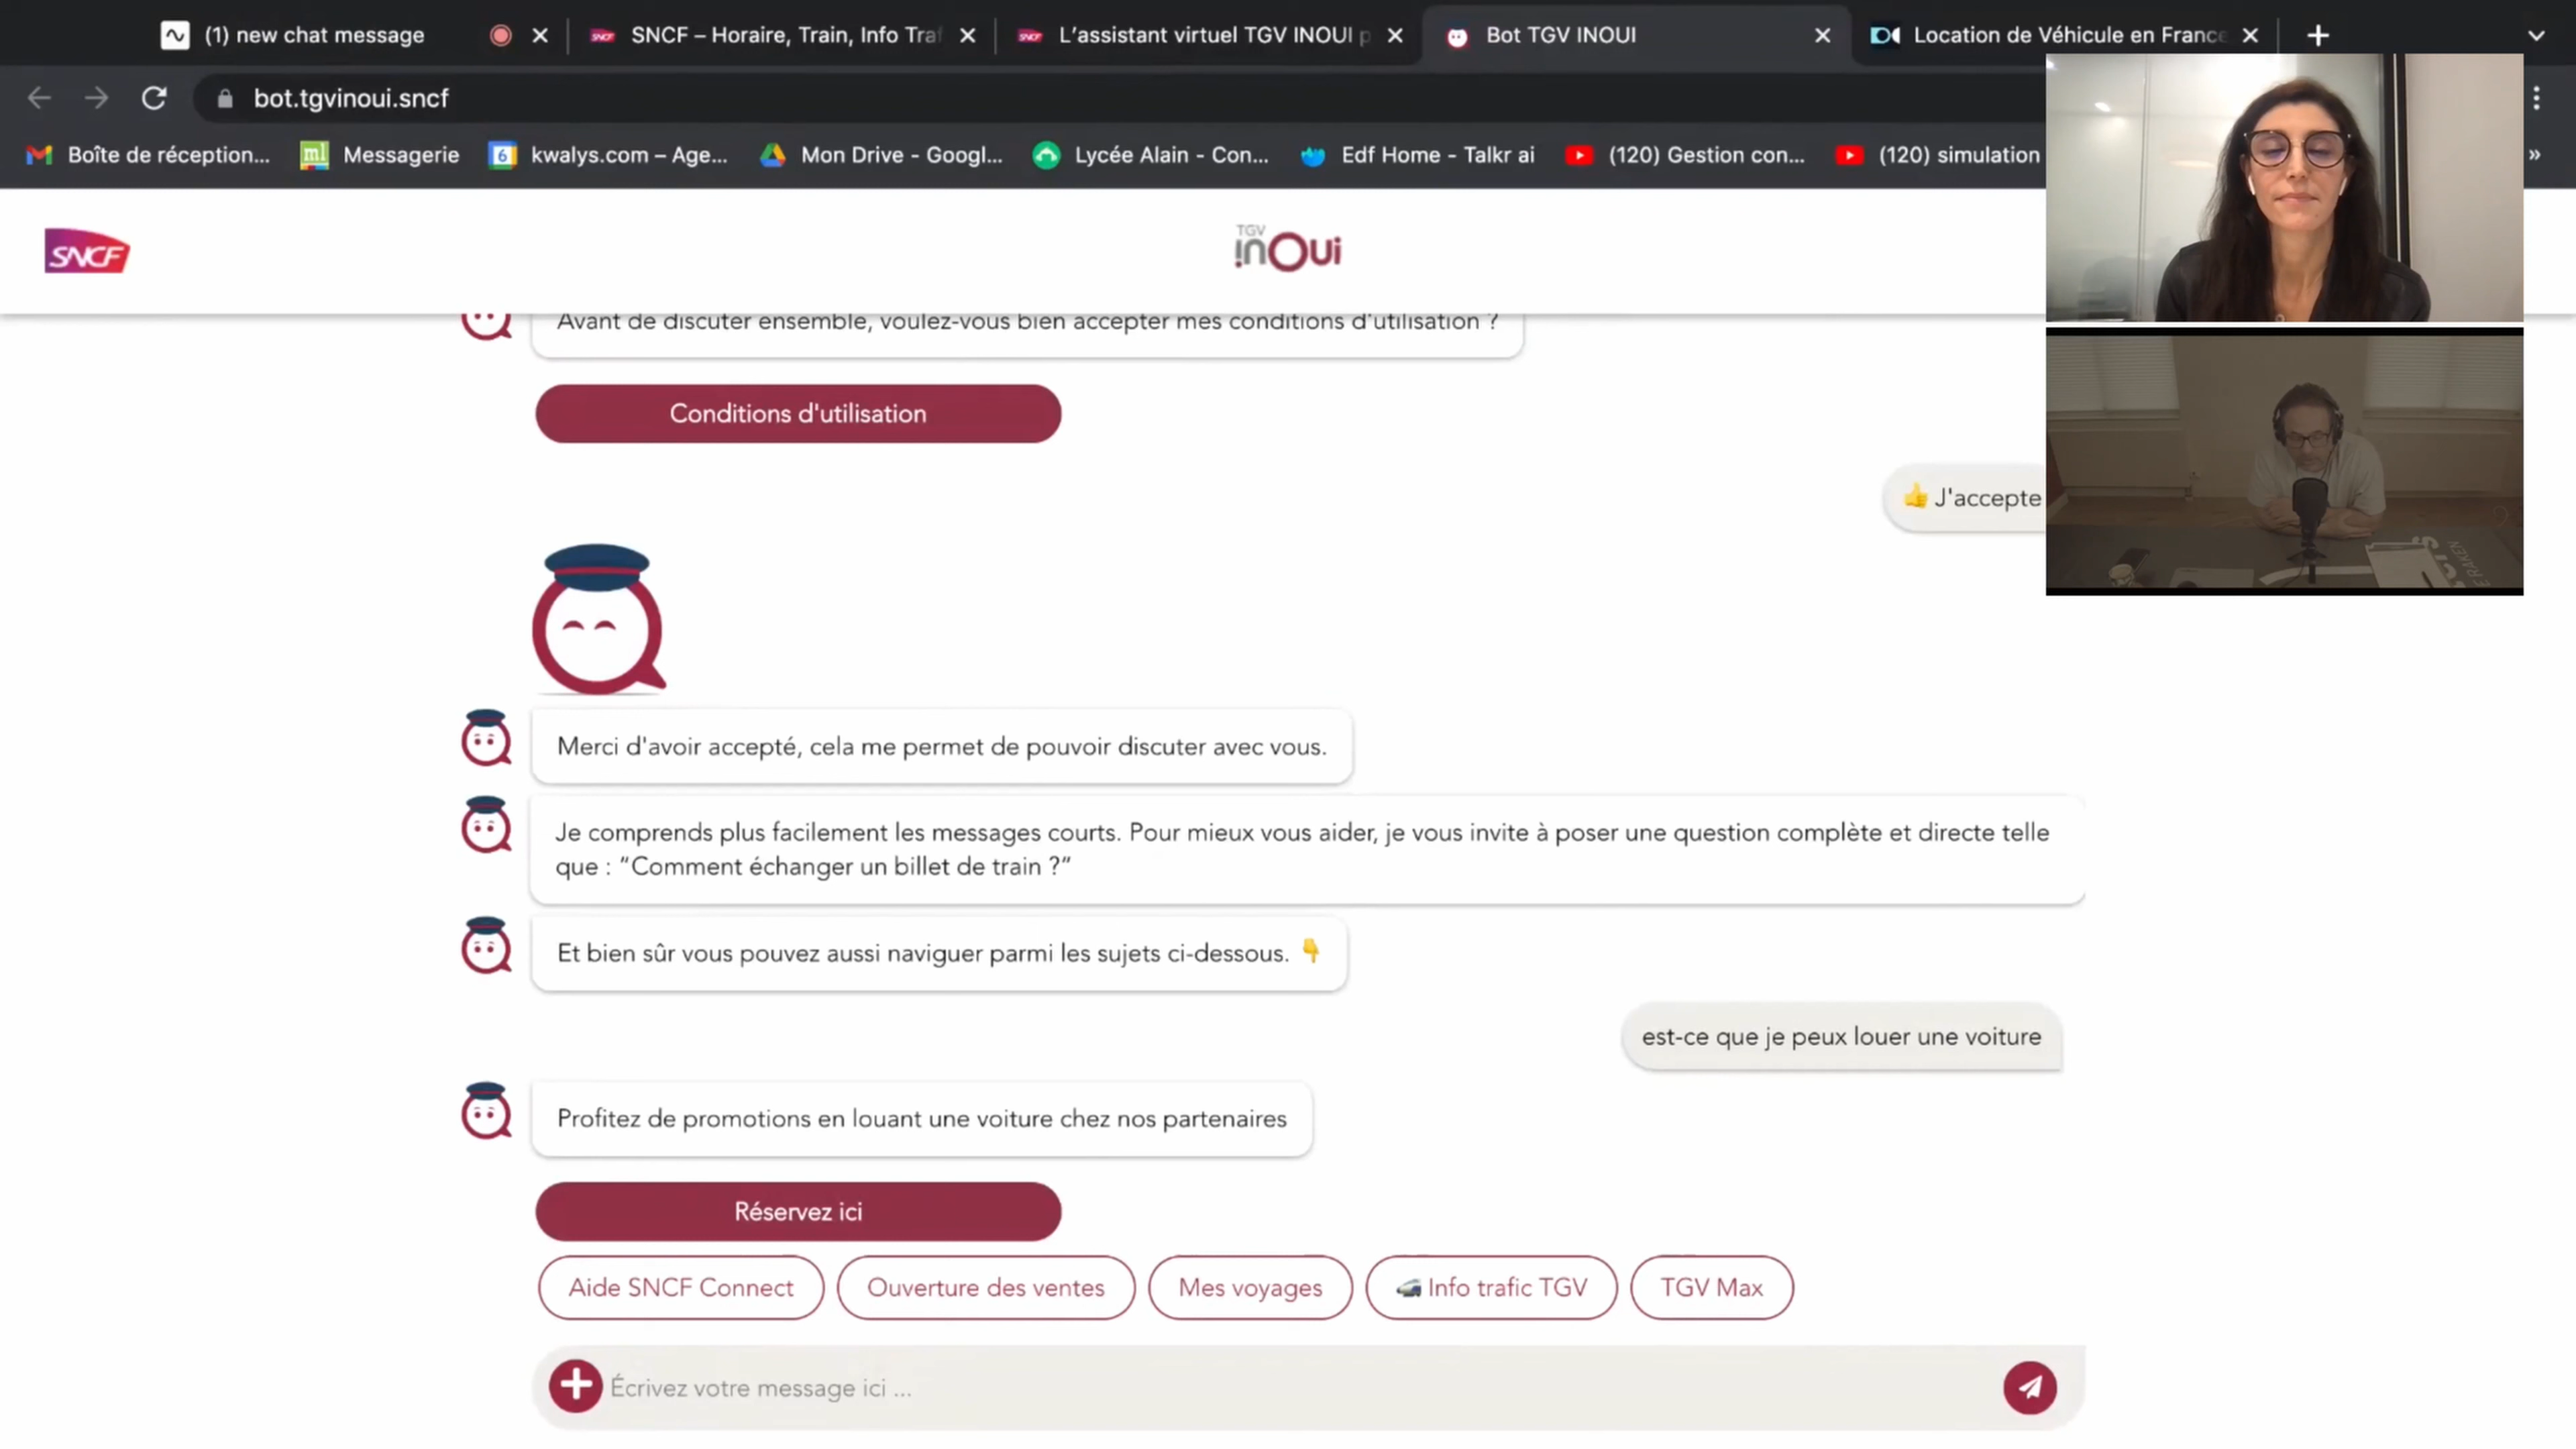 (1) new chat message
SNCF – Horaire, Train, Info Traf
L'assistant virtuel TGV INOUI p
Bot TGV INOUI
Location de Véhicule en France
bot.tgvinoui.sncf
Boîte de réception...
Messagerie
6 kwalys.com – Age...
Mon Drive - Googl...
Lycée Alain - Con...
Edf Home - Talkr ai
(120) Gestion con...
(120) simulation
SNCF
TGV
inOui
Avant de discuter ensemble, voulez-vous bien accepter mes conditions d'utilisation ?
Conditions d'utilisation
👍 J'accepte
Merci d'avoir accepté, cela me permet de pouvoir discuter avec vous.
Je comprends plus facilement les messages courts. Pour mieux vous aider, je vous invite à poser une question complète et directe telle
que : “Comment échanger un billet de train ?”
Et bien sûr vous pouvez aussi naviguer parmi les sujets ci-dessous. 👇
est-ce que je peux louer une voiture
Profitez de promotions en louant une voiture chez nos partenaires
Réservez ici
Aide SNCF Connect
Ouverture des ventes
Mes voyages
🚄 Info trafic TGV
TGV Max
Écrivez votre message ici ...